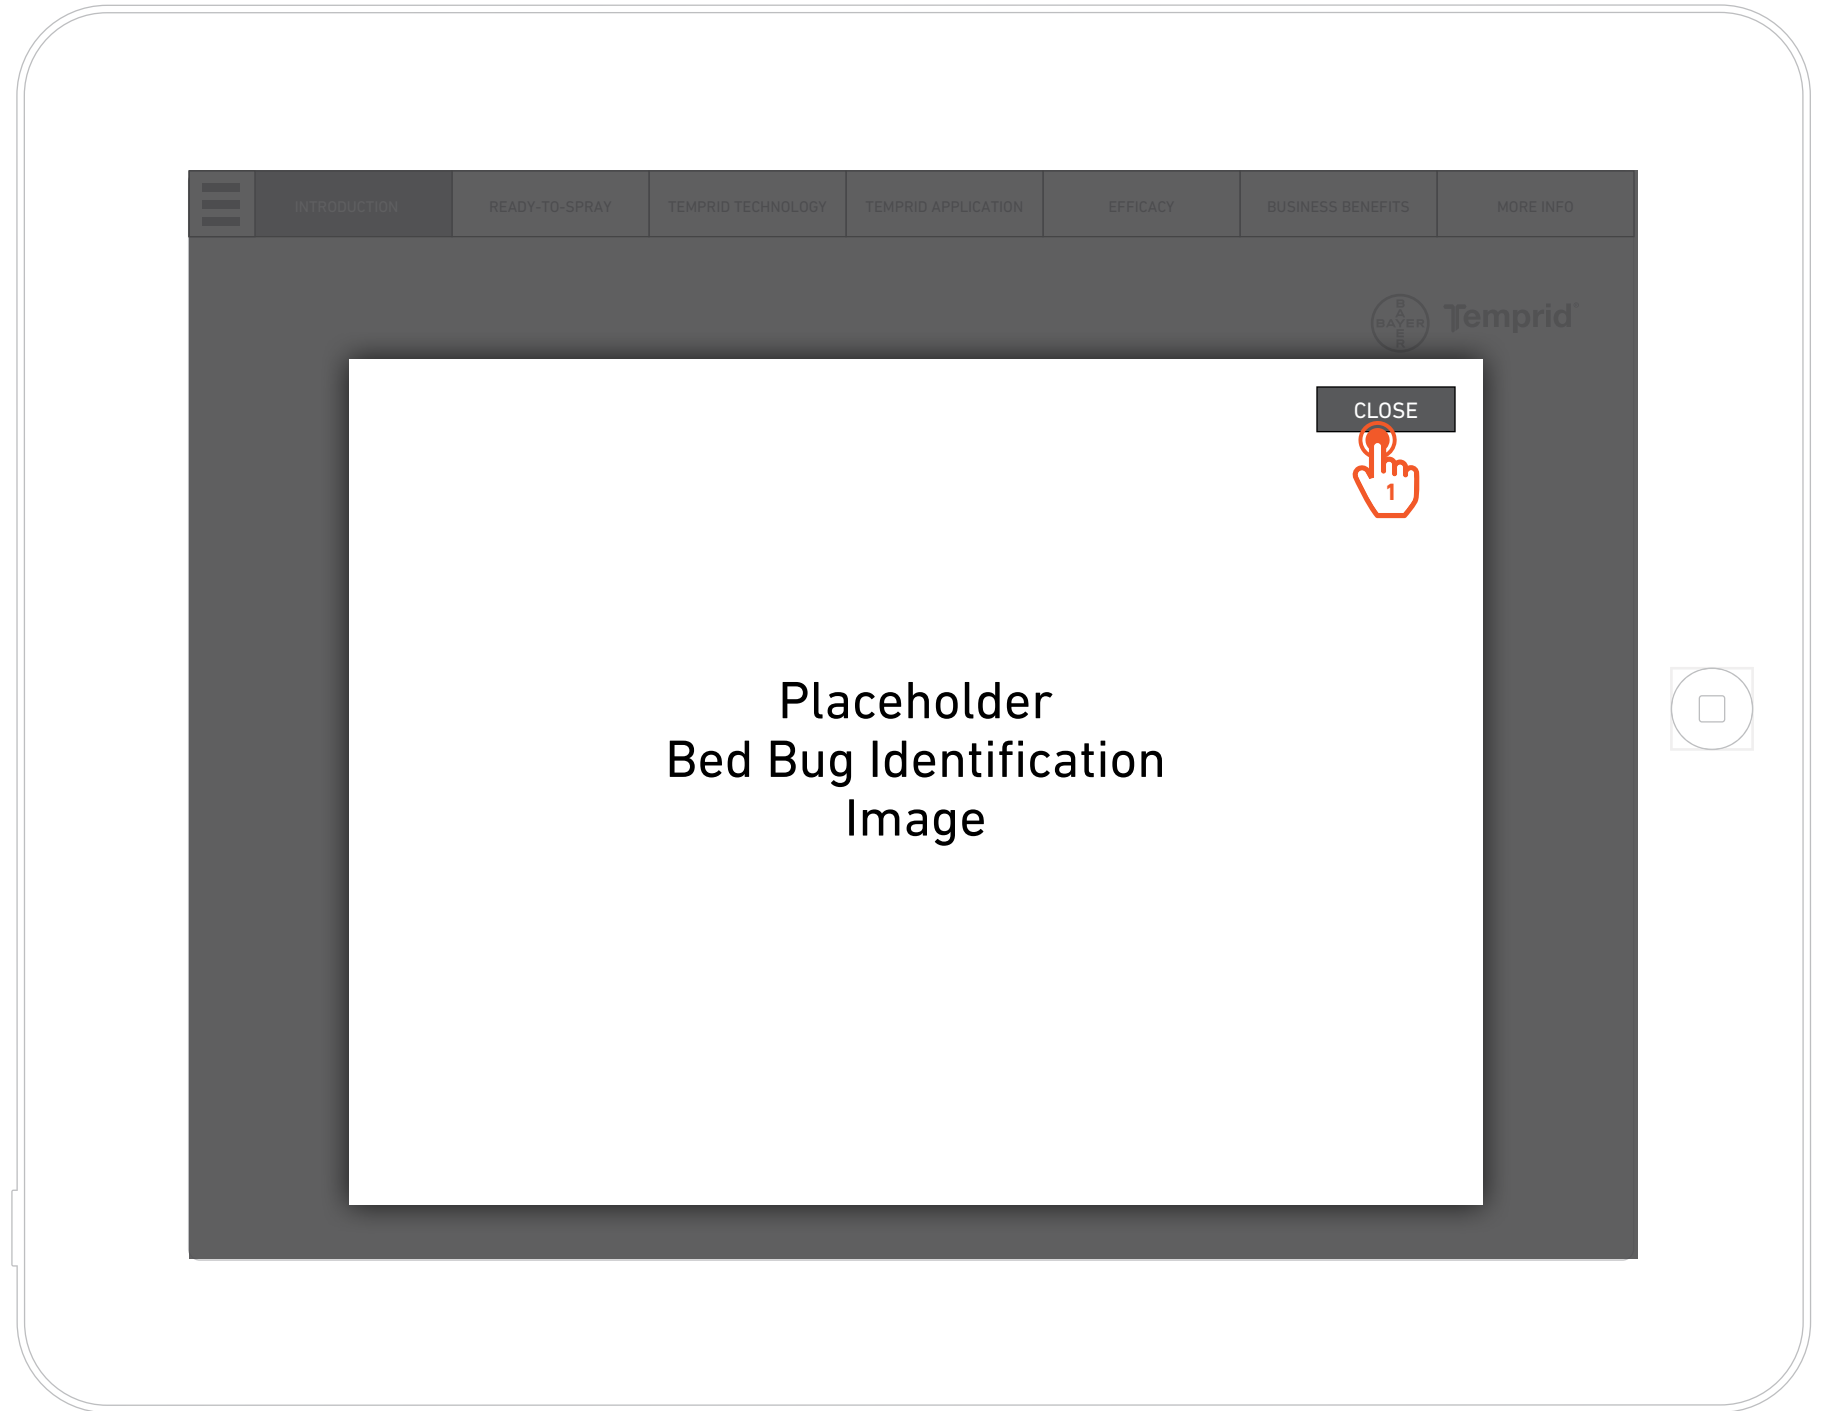 INTRODUCTION
READY-TO-SPRAY
TEMPRID TECHNOLOGY
TEMPRID APPLICATION
EFFICACY
BUSINESS BENEFITS
MORE INFO
BAYER
BAYER
Temprid®
CLOSE
1
Placeholder
Bed Bug Identification
Image